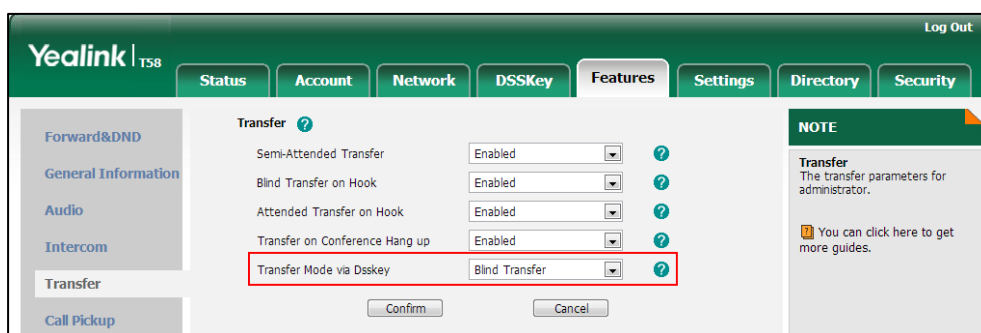 Log Out
Yealink T58
Status Account Network DSSKey Features Settings Directory Security
Forward&DND
General Information
Audio
Intercom
Transfer
Call Pickup
Transfer ?
Semi-Attended Transfer Enabled ?
Blind Transfer on Hook Enabled ?
Attended Transfer on Hook Enabled ?
Transfer on Conference Hang up Enabled ?
Transfer Mode via Dsskey Blind Transfer ?
Confirm Cancel
NOTE
Transfer
The transfer parameters for
administrator.
? You can click here to get
more guides.